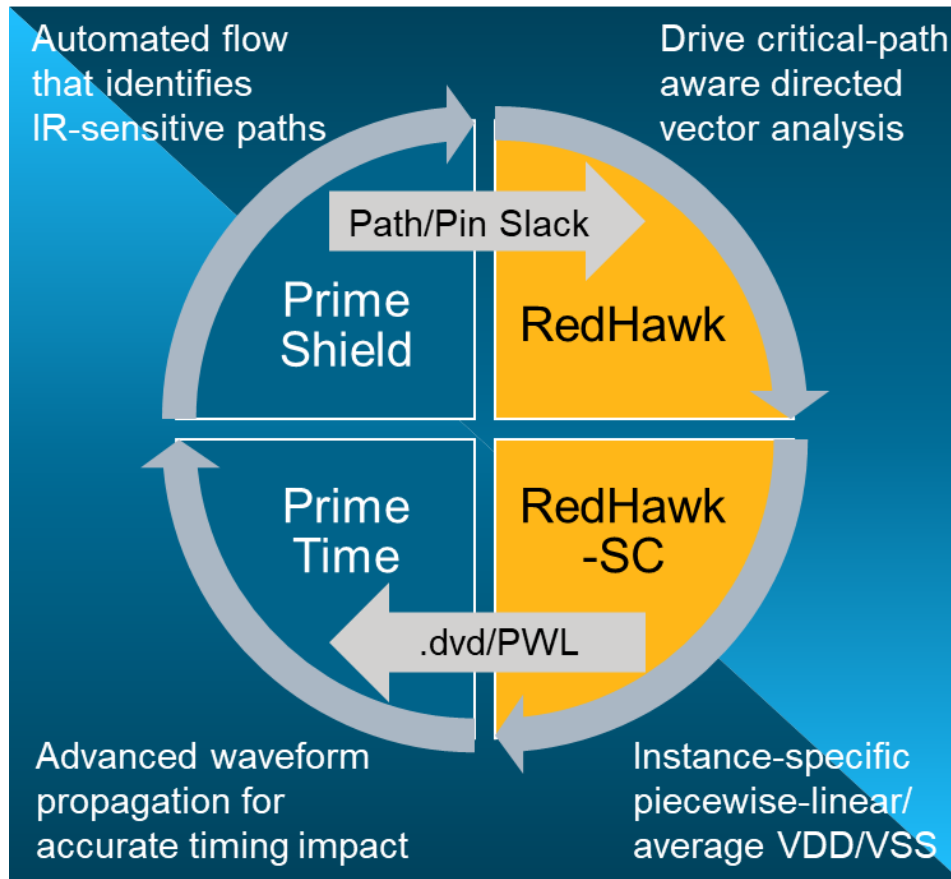 Automated flow
that identifies
IR-sensitive paths
Drive critical-path
aware directed
vector analysis
Path/Pin Slack
Prime
Shield
RedHawk
Prime
Time
RedHawk
-SC
.dvd/PWL
Advanced waveform
propagation for
accurate timing impact
Instance-specific
piecewise-linear/
average VDD/VSS